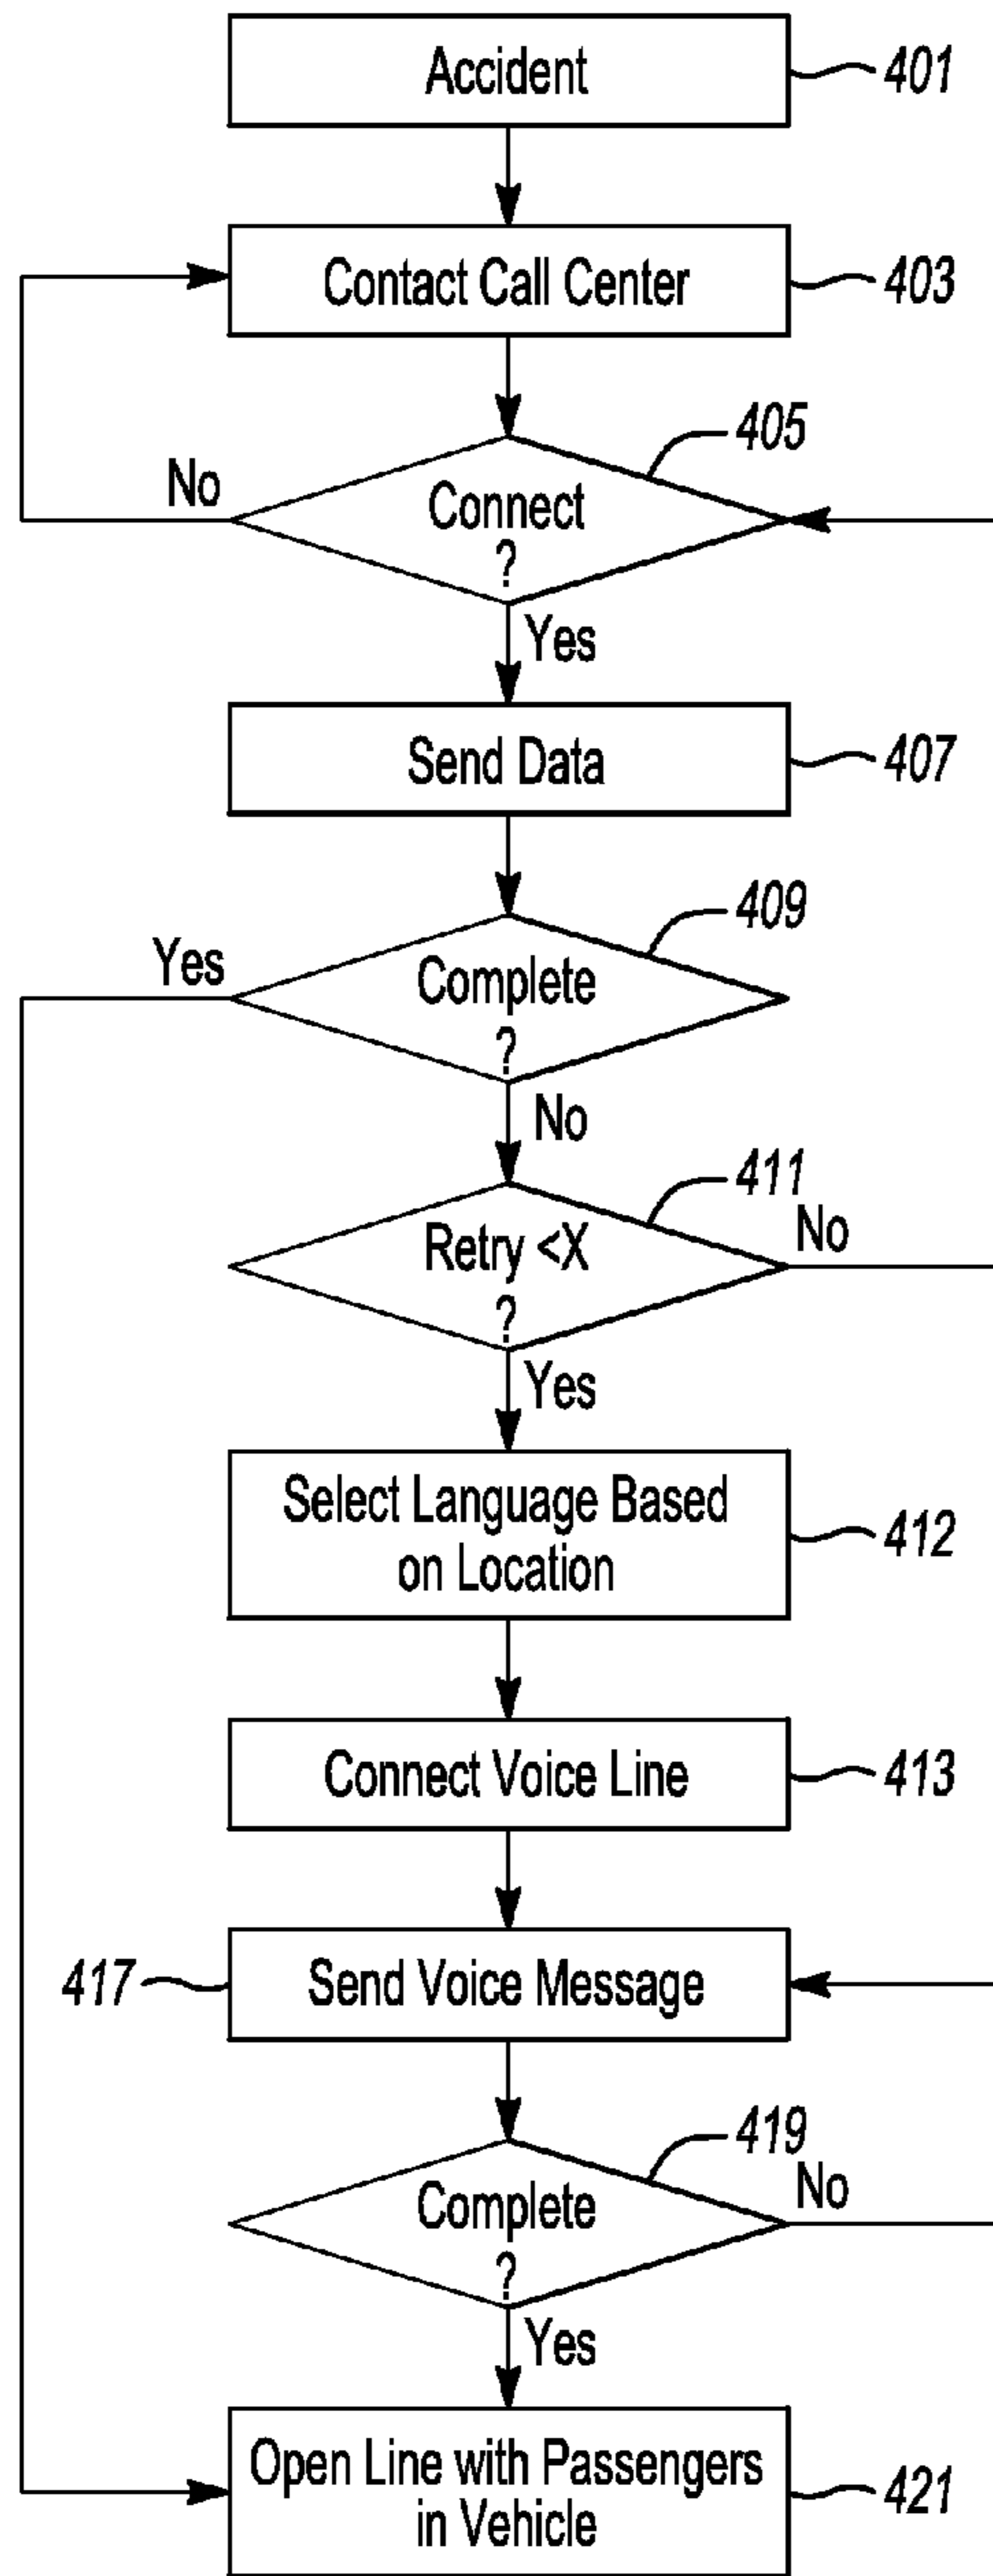 Accident
401
Contact Call Center
403
405
Connect
?
No
Yes
Send Data
407
409
Complete
?
Yes
No
411
Retry <X
?
No
Yes
Select Language Based
on Location
412
Connect Voice Line
413
417
Send Voice Message
419
Complete
?
No
Yes
Open Line with Passengers
in Vehicle
421